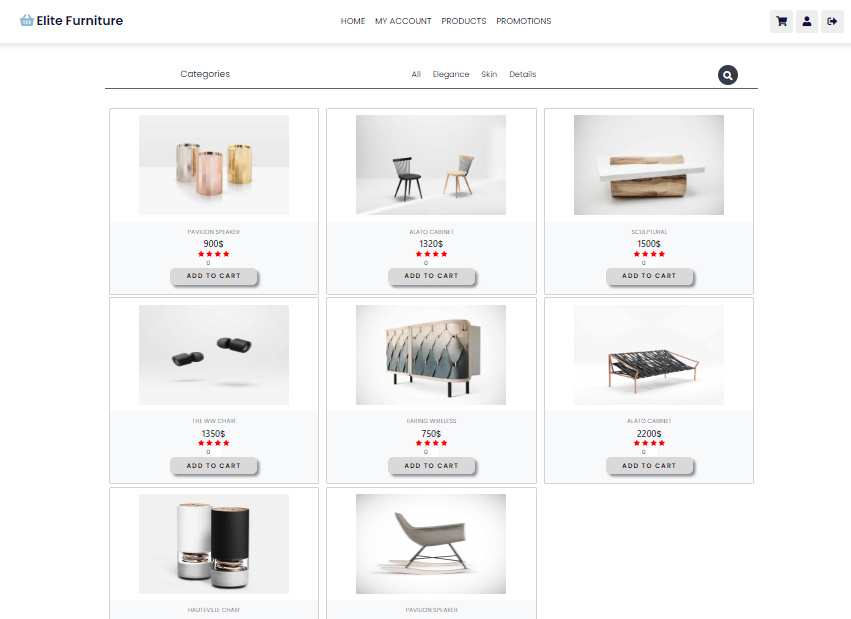 Elite Furniture
HOME MY ACCOUNT PRODUCTS PROMOTIONS
Categories
All Elegance Skin Details
PAVILION SPEAKER
900$
0
ADD TO CART
ALATO CABINET
1320$
0
ADD TO CART
SCULPTURAL
1500$
0
ADD TO CART
THE WW CHAIR
1350$
0
ADD TO CART
EARING WIRELESS
750$
0
ADD TO CART
ALATO CABINET
2200$
0
ADD TO CART
HAUTEVILLE CHAIR
PAVILION SPEAKER